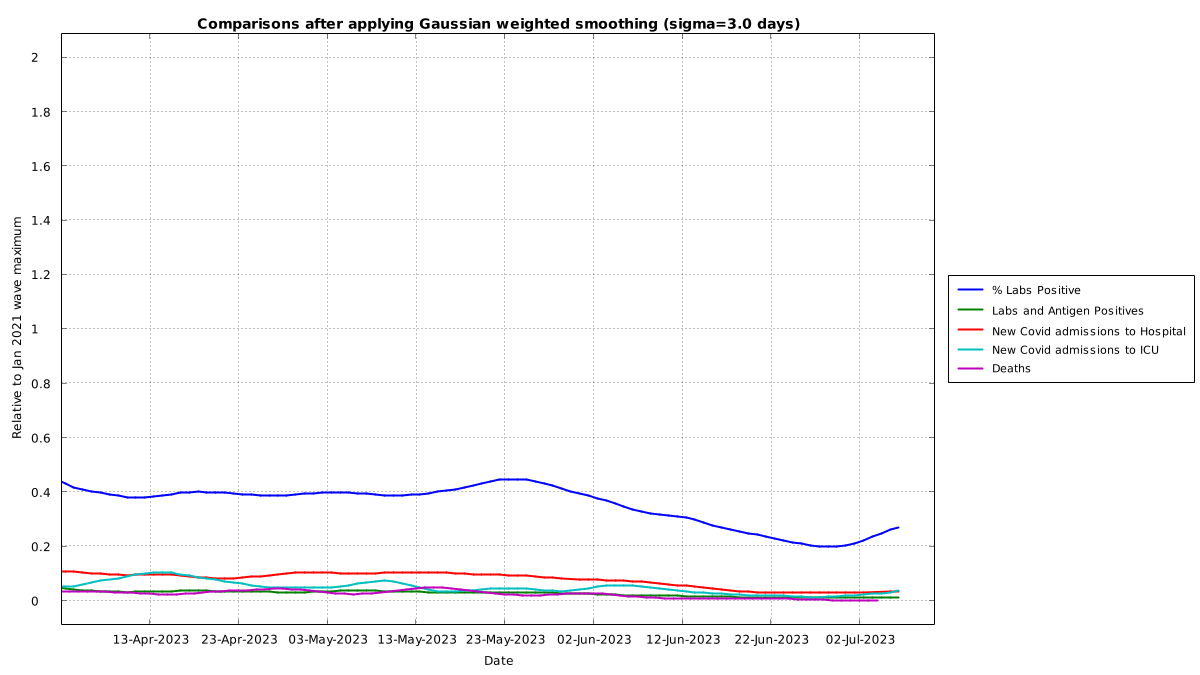 Comparisons after applying Gaussian weighted smoothing (sigma=3.0 days)
Relative to Jan 2021 wave maximum
2
1.8
1.6
1.4
1.2
1
0.8
0.6
0.4
0.2
0
13-Apr-2023 23-Apr-2023 03-May-2023 13-May-2023 23-May-2023 02-Jun-2023 12-Jun-2023 22-Jun-2023 02-Jul-2023
Date
% Labs Positive
Labs and Antigen Positives
New Covid admissions to Hospital
New Covid admissions to ICU
Deaths